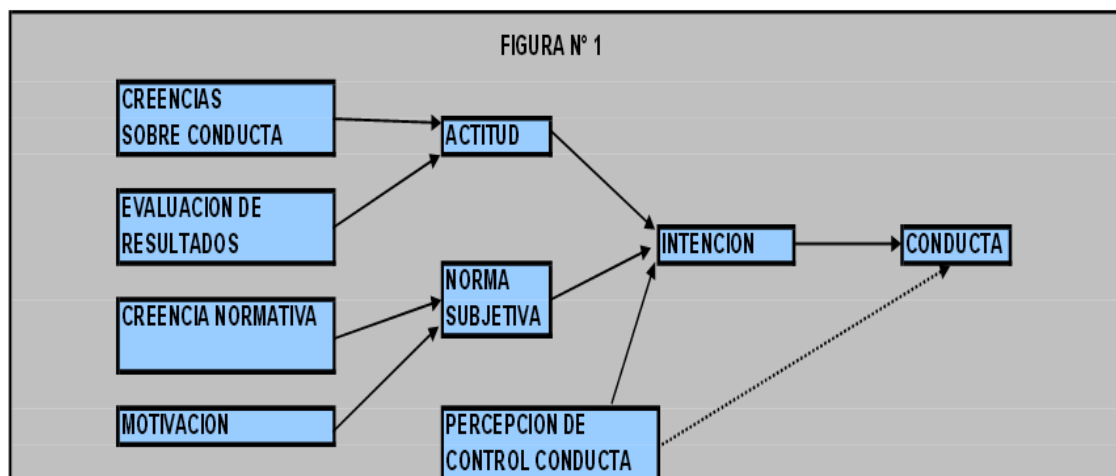 FIGURA N° 1
CREENCIAS
SOBRE CONDUCTA
ACTITUD
EVALUACION DE
RESULTADOS
INTENCION
CONDUCTA
NORMA
SUBJETIVA
CREENCIA NORMATIVA
MOTIVACION
PERCEPCION DE
CONTROL CONDUCTA